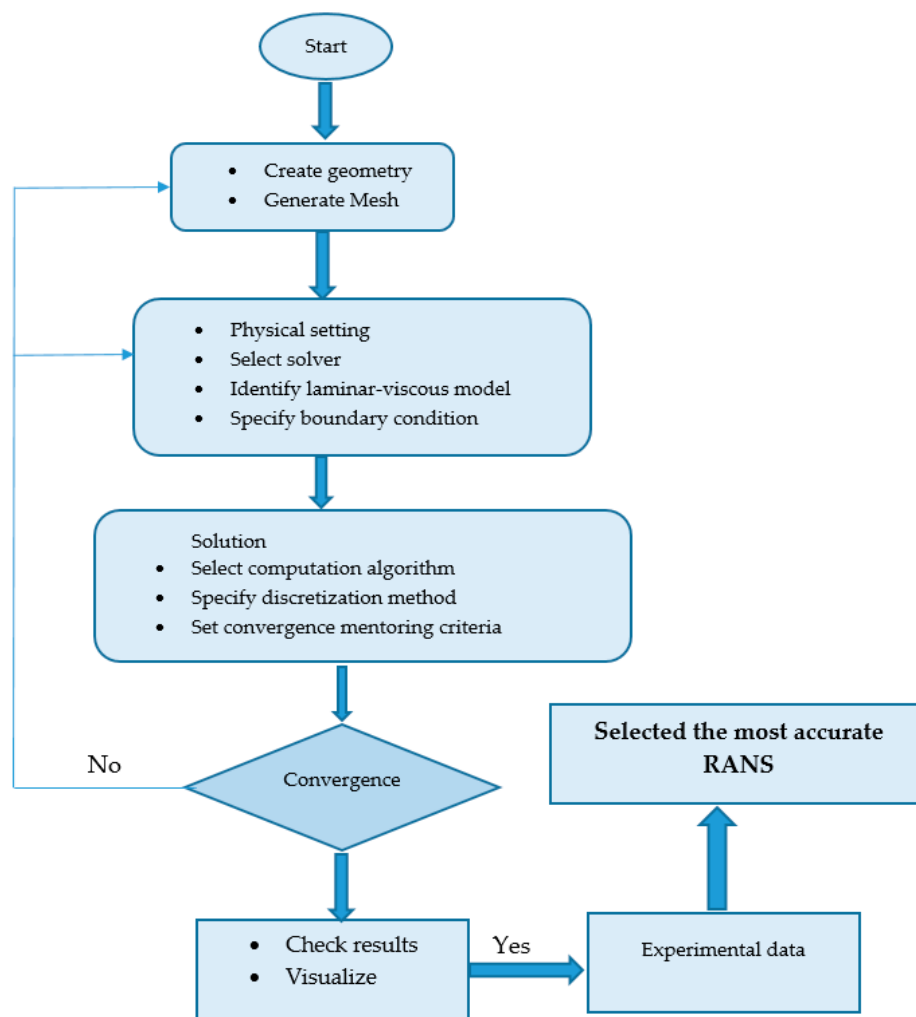 Start
• Create geometry
• Generate Mesh
• Physical setting
• Select solver
• Identify laminar-viscous model
• Specify boundary condition
Solution
• Select computation algorithm
• Specify discretization method
• Set convergence mentoring criteria
No
Convergence
Selected the most accurate
RANS
• Check results
• Visualize
Yes
Experimental data